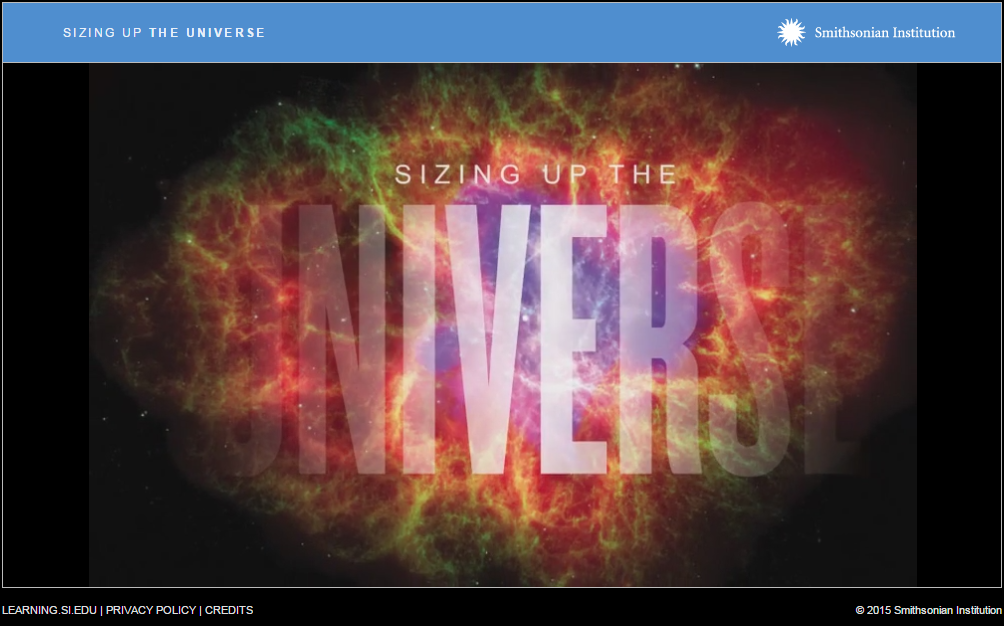 SIZING UP THE UNIVERSE
Smithsonian Institution
SIZING UP THE
UNIVERSE
LEARNING.SI.EDU | PRIVACY POLICY | CREDITS
© 2015 Smithsonian Institution